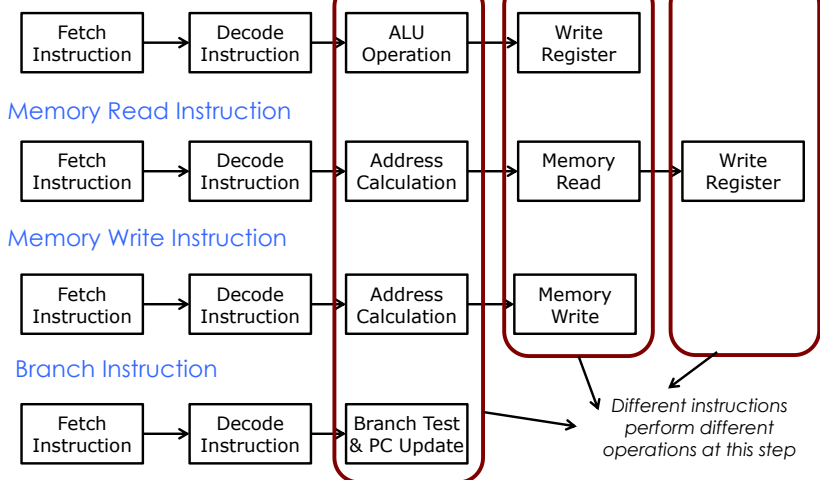 Fetch
Instruction
Decode
Instruction
ALU
Operation
Write
Register
Memory Read Instruction
Fetch
Instruction
Decode
Instruction
Address
Calculation
Memory
Read
Write
Register
Memory Write Instruction
Fetch
Instruction
Decode
Instruction
Address
Calculation
Memory
Write
Branch Instruction
Fetch
Instruction
Decode
Instruction
Branch Test
& PC Update
Different instructions
perform different
operations at this step